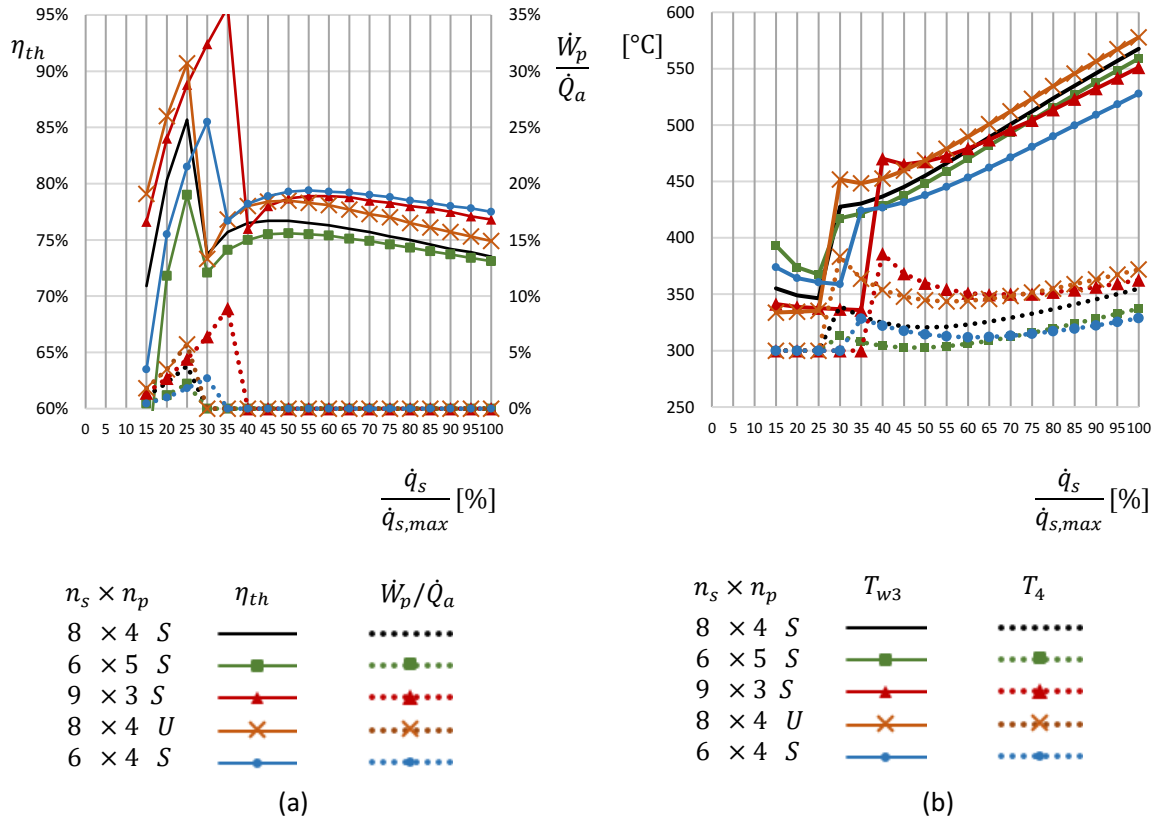 95% 35% 600
η_th Ẇ_p/Q̇_a [°C]
90% 30% 550
85% 25% 500
80% 20% 450
75% 15% 400
70% 10% 350
65% 5% 300
60% 0% 250
0 5 10 15 20 25 30 35 40 45 50 55 60 65 70 75 80 85 90 95 100
0 5 10 15 20 25 30 35 40 45 50 55 60 65 70 75 80 85 90 95 100
q̇_s/q̇_s,max [%]
q̇_s/q̇_s,max [%]
n_s × n_p η_th Ẇ_p/Q̇_a
8 × 4 S
6 × 5 S
9 × 3 S
8 × 4 U
6 × 4 S
(a)
n_s × n_p T_w3 T_4
8 × 4 S
6 × 5 S
9 × 3 S
8 × 4 U
6 × 4 S
(b)